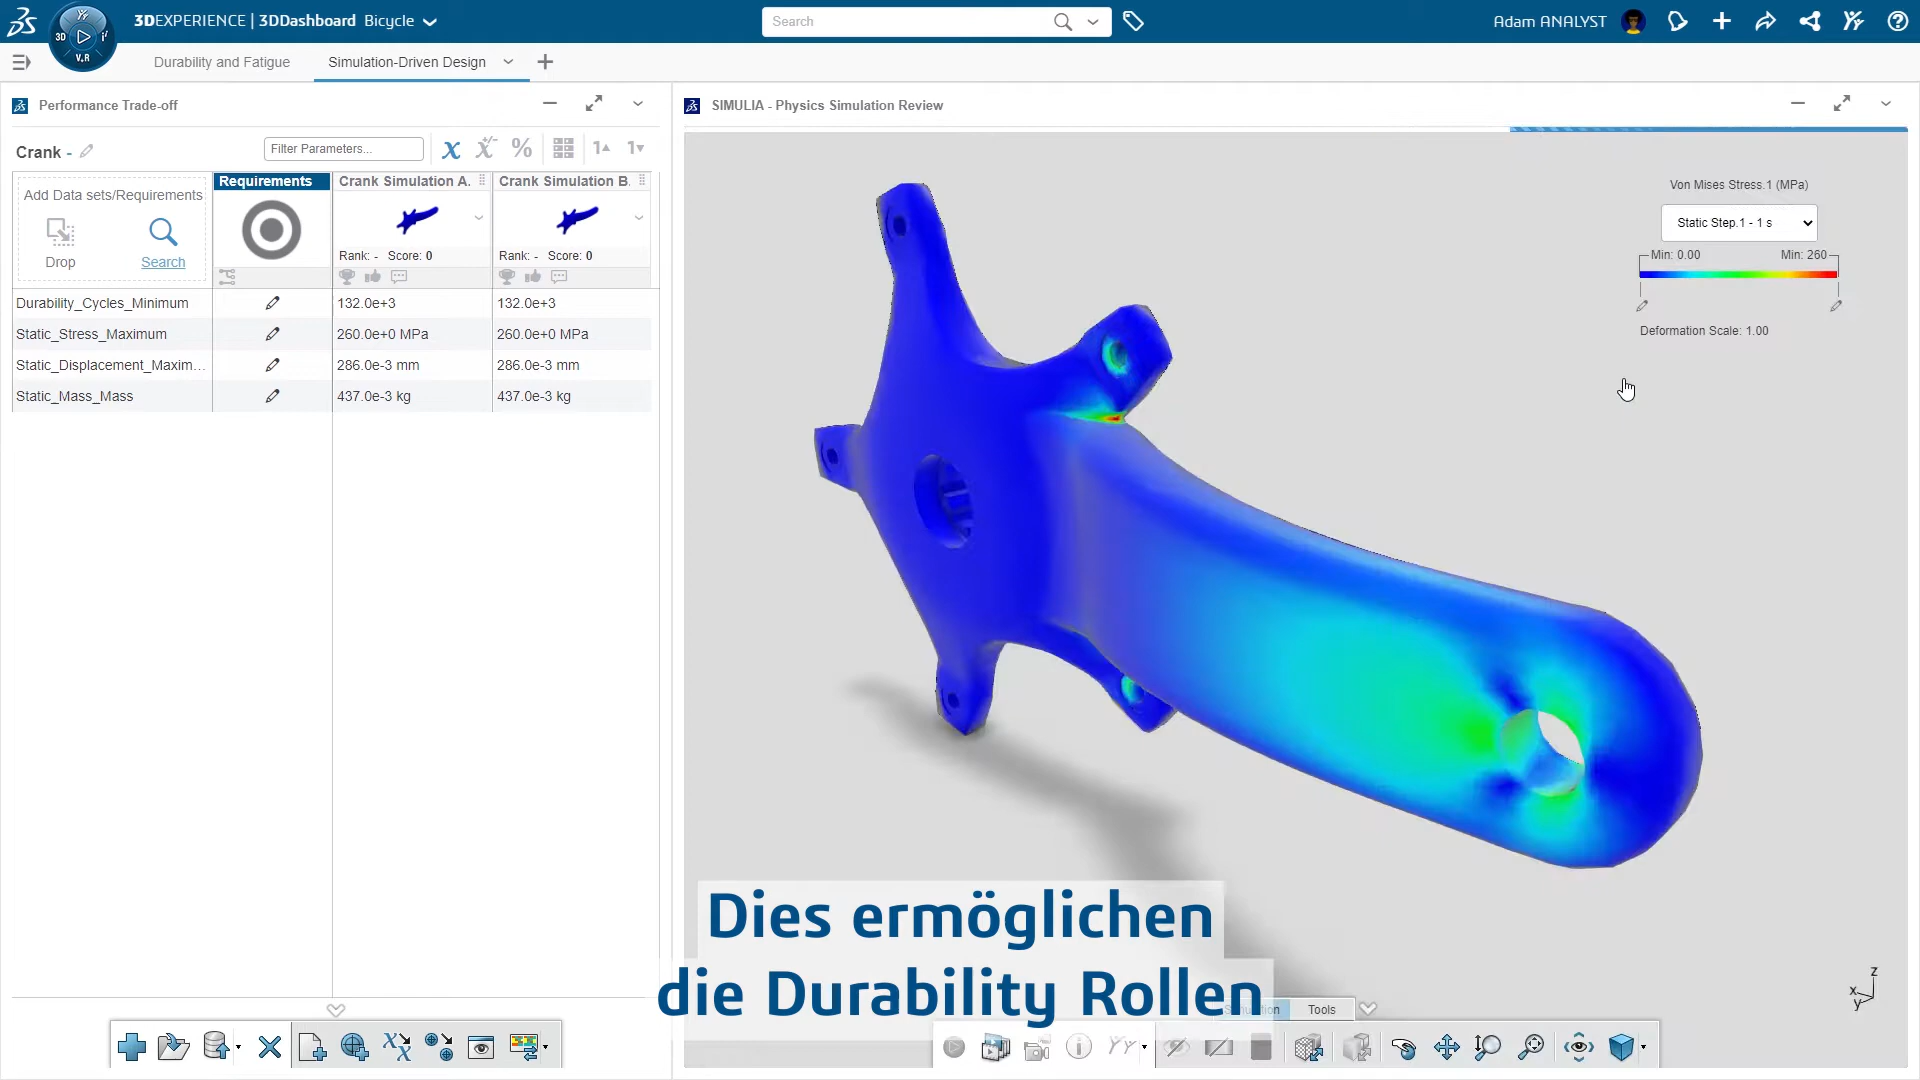 3DEXPERIENCE | 3DDashboard Bicycle
Search
Adam ANALYST
3D
V.R
Durability and Fatigue
Simulation-Driven Design
Performance Trade-off
SIMULIA - Physics Simulation Review
Crank -
Filter Parameters...
Add Data sets/Requirements
Drop
Search
Requirements
Crank Simulation A.
Crank Simulation B.
Rank: - Score: 0
Rank: - Score: 0
Durability_Cycles_Minimum 132.0e+3 132.0e+3
Static_Stress_Maximum 260.0e+0 MPa 260.0e+0 MPa
Static_Displacement_Maxim... 286.0e-3 mm 286.0e-3 mm
Static_Mass_Mass 437.0e-3 kg 437.0e-3 kg
Von Mises Stress.1 (MPa)
Static Step.1 - 1 s
Min: 0.00 Min: 260
Deformation Scale: 1.00
Dies ermöglichen
die Durability Rollen
Tools
z
x
y